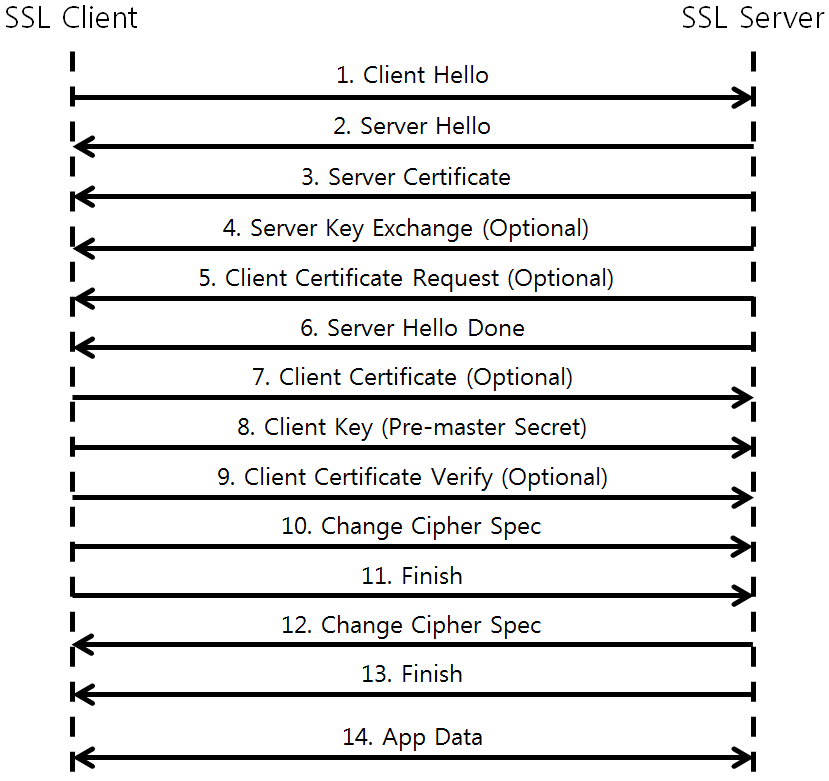 SSL Client
SSL Server
1. Client Hello
2. Server Hello
3. Server Certificate
4. Server Key Exchange (Optional)
5. Client Certificate Request (Optional)
6. Server Hello Done
7. Client Certificate (Optional)
8. Client Key (Pre-master Secret)
9. Client Certificate Verify (Optional)
10. Change Cipher Spec
11. Finish
12. Change Cipher Spec
13. Finish
14. App Data